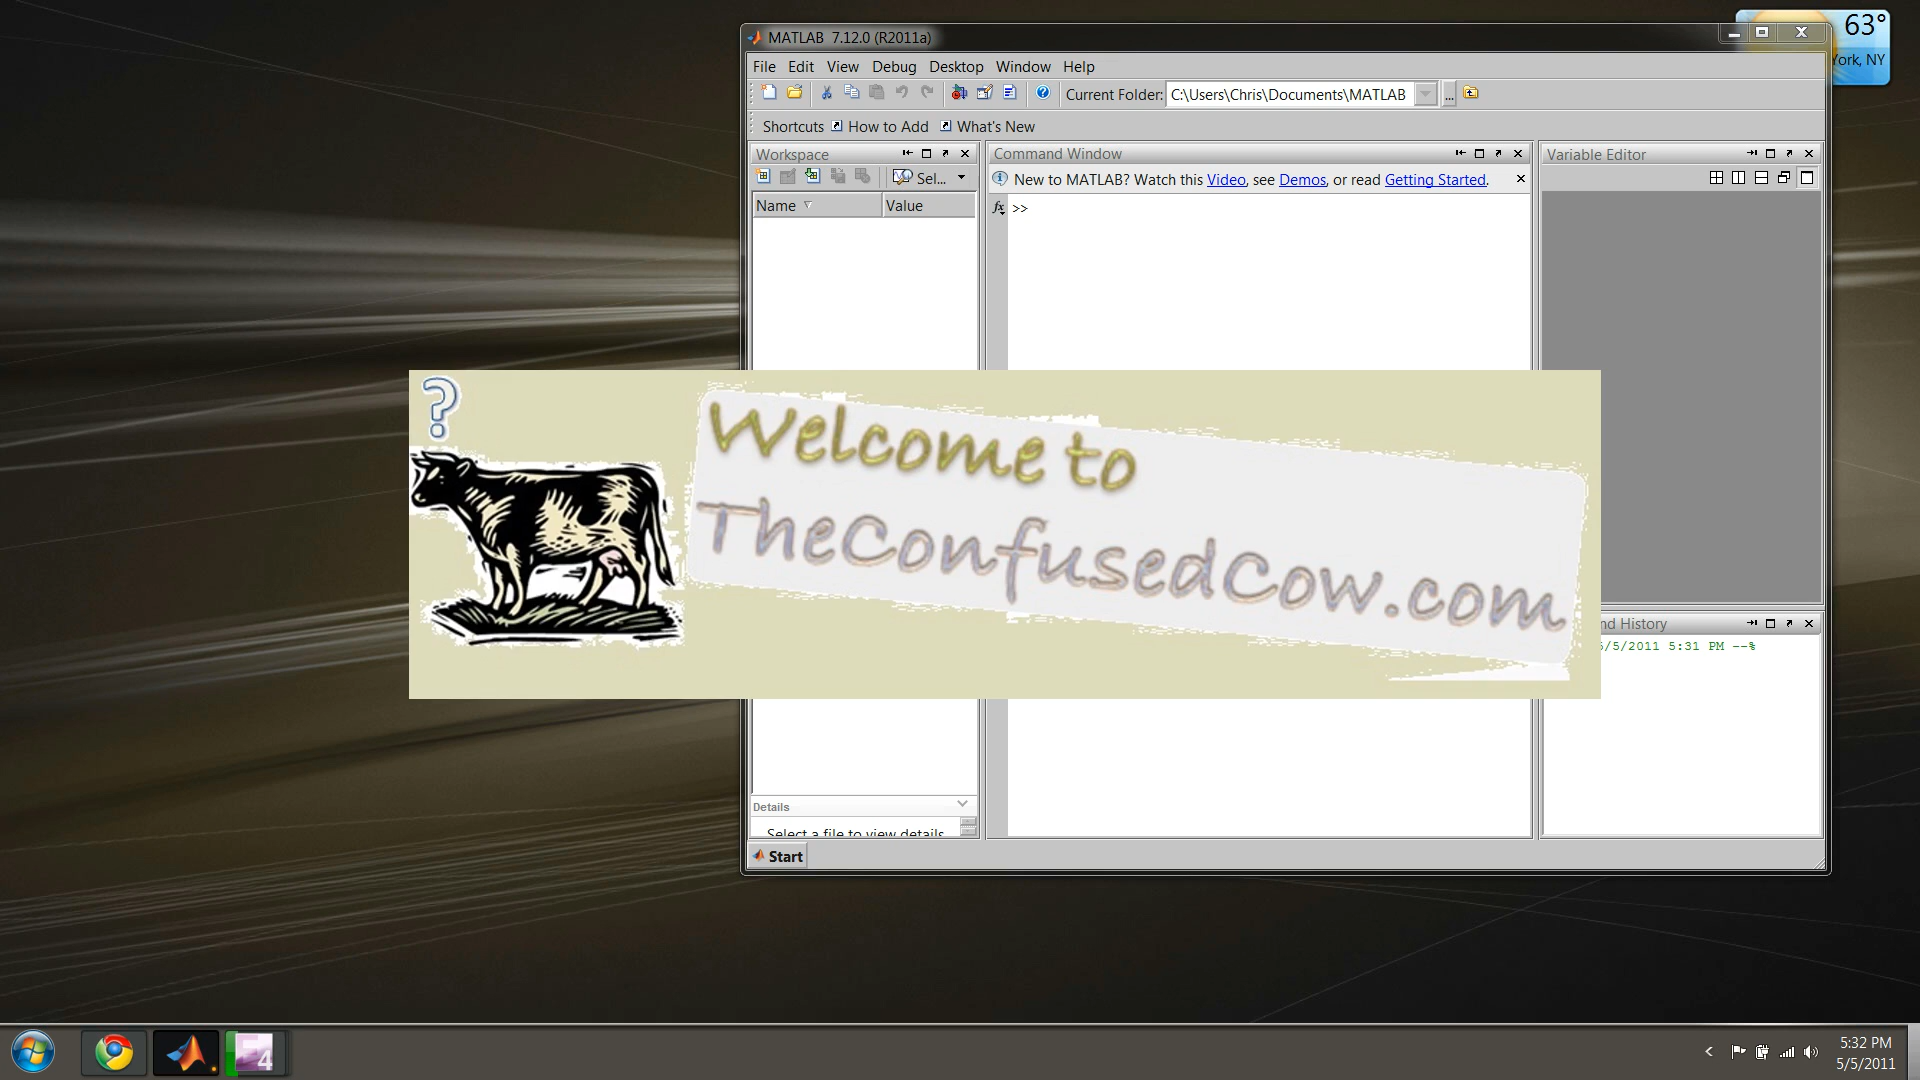 MATLAB 7.12.0 (R2011a)
63°
York, NY
File Edit View Debug Desktop Window Help
Current Folder: C:\Users\Chris\Documents\MATLAB ...
Shortcuts How to Add What's New
Workspace
Sel...
Name Value
Command Window
New to MATLAB? Watch this Video, see Demos, or read Getting Started.
fx >>
Variable Editor
?
Welcome to
TheConfusedCow.com
nd History
5/5/2011 5:31 PM --%
Details
Select a file to view details
Start
4
5:32 PM
5/5/2011